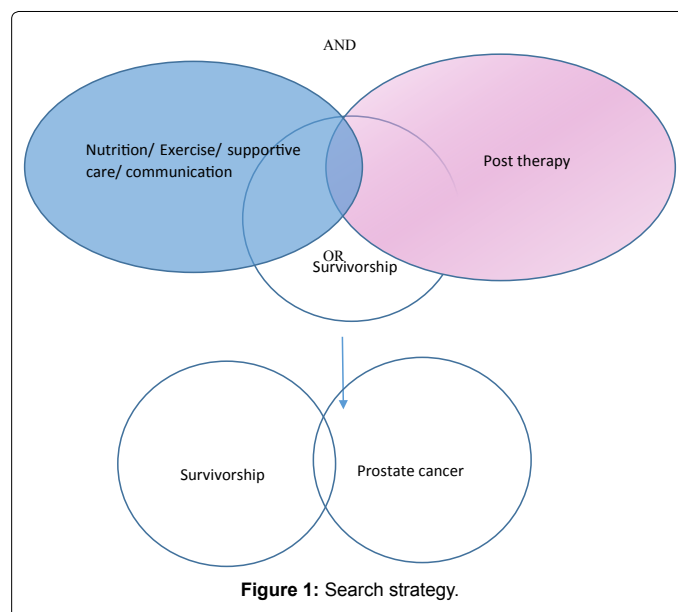 AND
Nutrition/ Exercise/ supportive
care/ communication
Post therapy
OR
Survivorship
Survivorship
Prostate cancer
Figure 1: Search strategy.